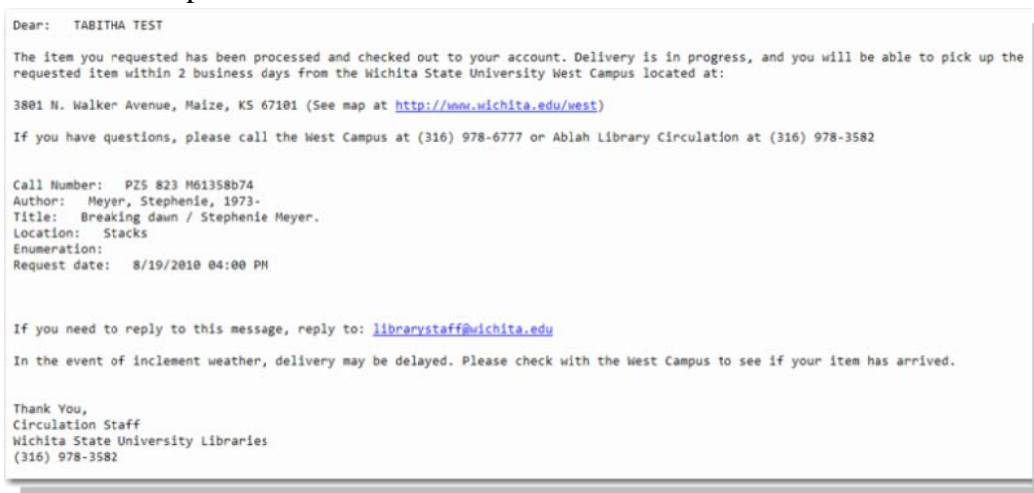 Dear: TABITHA TEST
The item you requested has been processed and checked out to your account. Delivery is in progress, and you will be able to pick up the
requested item within 2 business days from the Wichita State University West Campus located at:
3801 N. Walker Avenue, Maize, KS 67101 (See map at http://www.wichita.edu/west)
If you have questions, please call the West Campus at (316) 978-6777 or Ablah Library Circulation at (316) 978-3582
Call Number: PZ5 823 M61358b74
Author: Meyer, Stephenie, 1973-
Title: Breaking dawn / Stephenie Meyer.
Location: Stacks
Enumeration:
Request date: 8/19/2010 04:00 PM
If you need to reply to this message, reply to: librarystaff@wichita.edu
In the event of inclement weather, delivery may be delayed. Please check with the West Campus to see if your item has arrived.
Thank You,
Circulation Staff
Wichita State University Libraries
(316) 978-3582